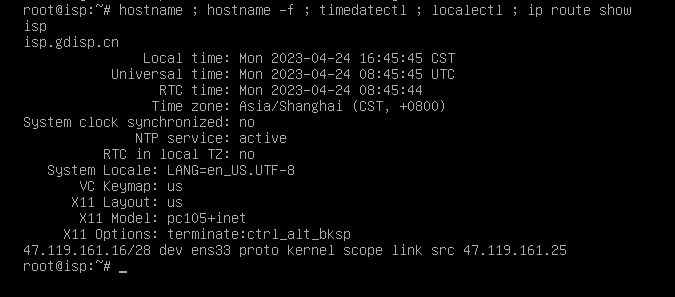 root@isp:~# hostname ; hostname -f ; timedatectl ; localectl ; ip route show
isp
isp.gdisp.cn
Local time: Mon 2023-04-24 16:45:45 CST
Universal time: Mon 2023-04-24 08:45:45 UTC
RTC time: Mon 2023-04-24 08:45:44
Time zone: Asia/Shanghai (CST, +0800)
System clock synchronized: no
NTP service: active
RTC in local TZ: no
System Locale: LANG=en_US.UTF-8
VC Keymap: us
X11 Layout: us
X11 Model: pc105+inet
X11 Options: terminate:ctrl_alt_bksp
47.119.161.16/28 dev ens33 proto kernel scope link src 47.119.161.25
root@isp:~# _